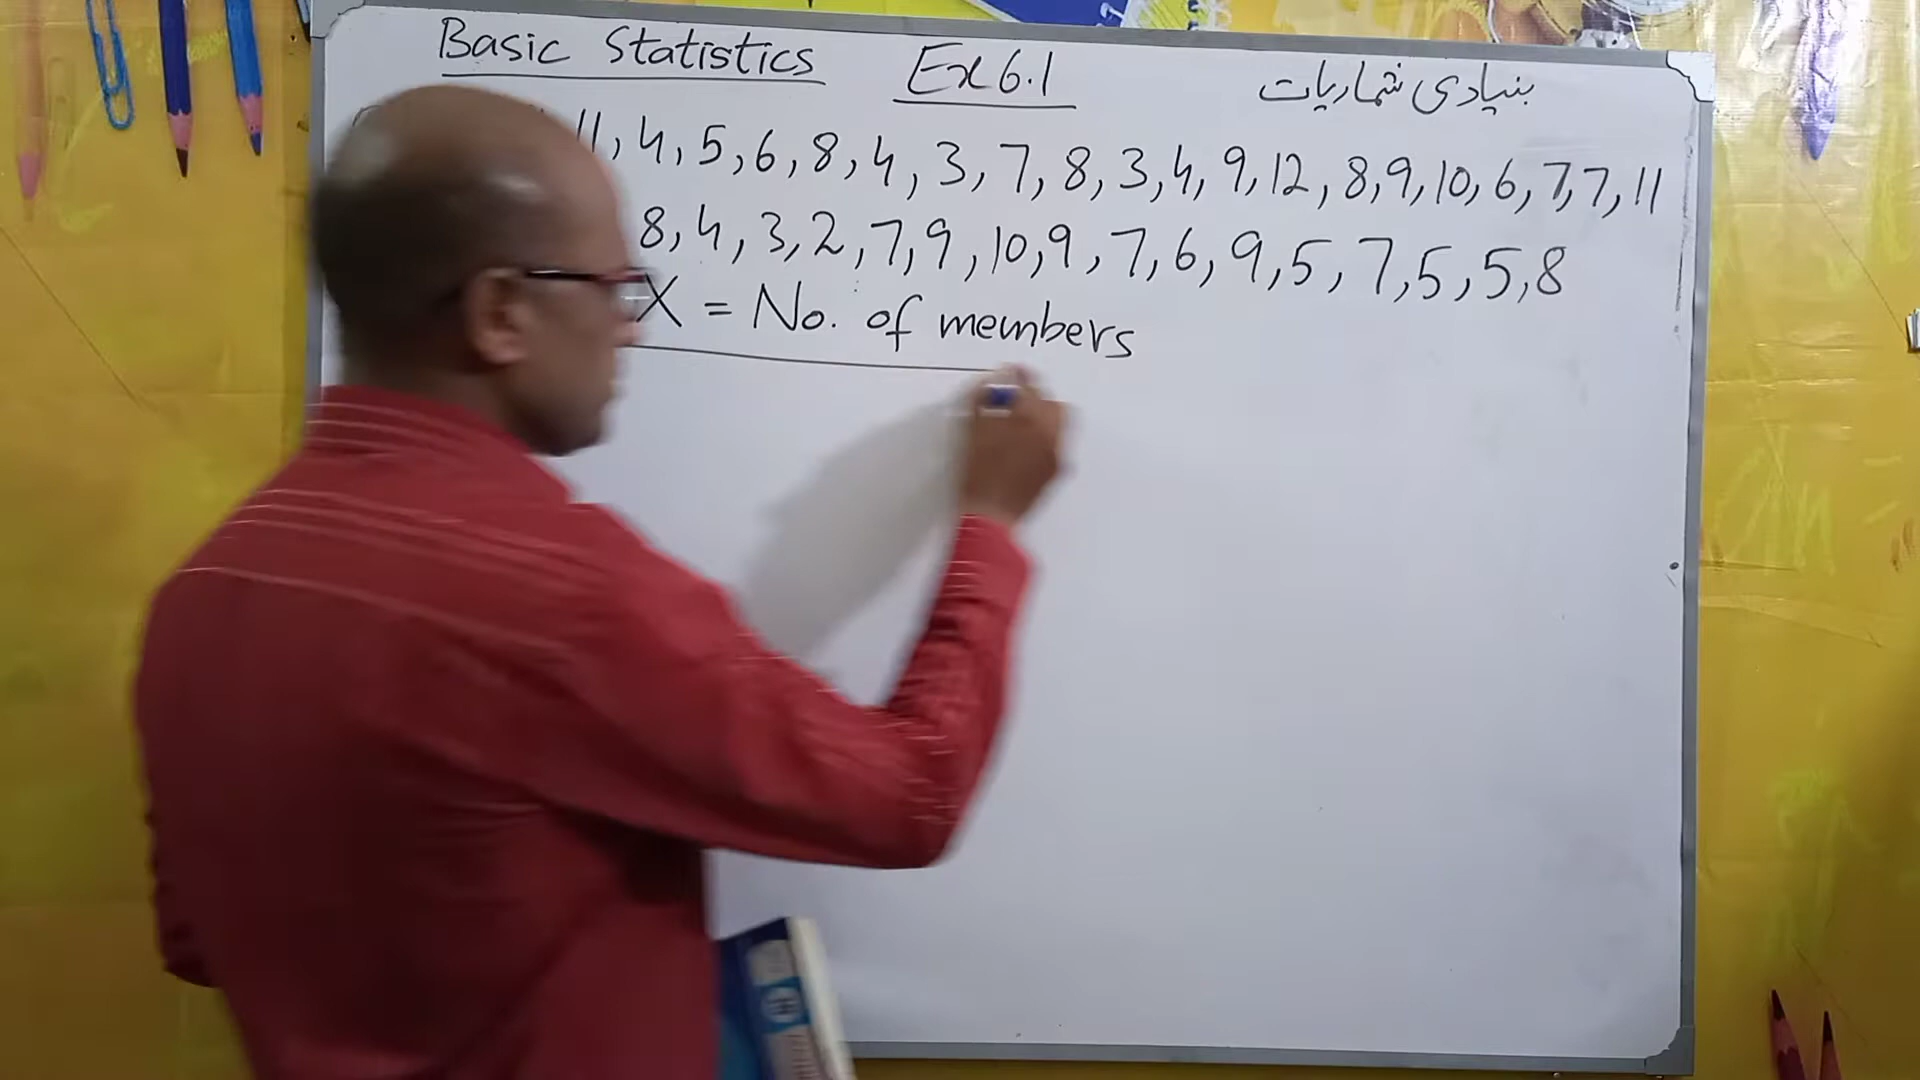 Basic Statistics Ex 6.1 بنیادی شماریات
11, 4, 5, 6, 8, 4, 3, 7, 8, 3, 4, 9, 12, 8, 9, 10, 6, 7, 7, 11
8, 4, 3, 2, 7, 9, 10, 9, 7, 6, 9, 5, 7, 5, 5, 8
X = No. of members